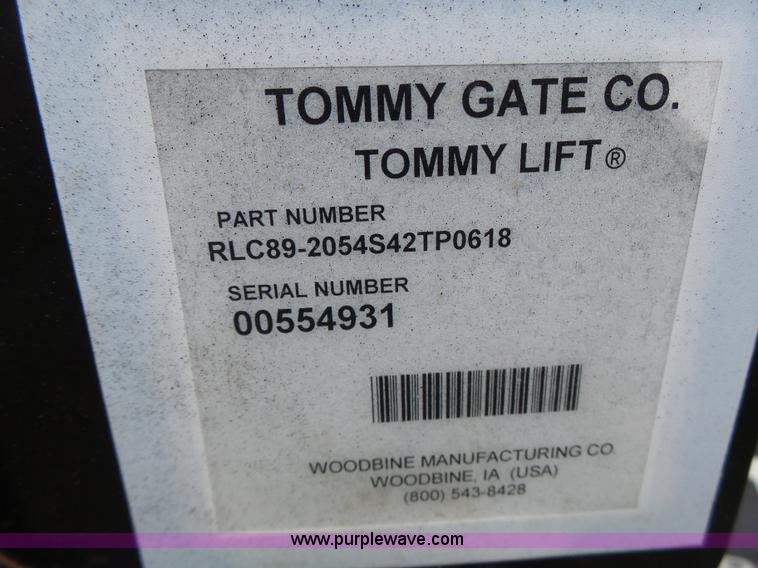 TOMMY GATE CO.
TOMMY LIFT®
PART NUMBER
RLC89-2054S42TP0618
SERIAL NUMBER
00554931
WOODBINE MANUFACTURING CO.
WOODBINE, IA (USA)
(800) 543-8428
www.purplewave.com